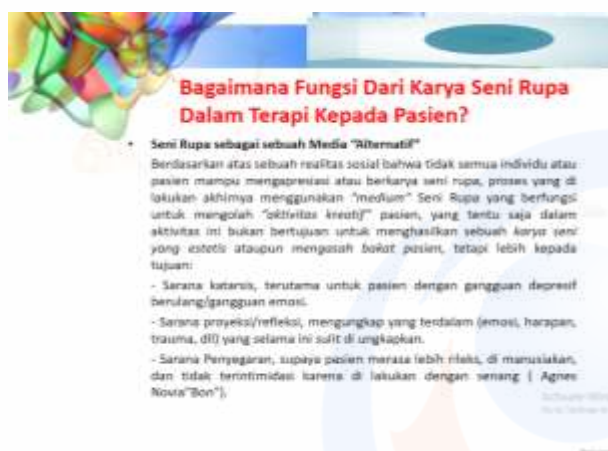 Bagaimana Fungsi Dari Karya Seni Rupa
Dalam Terapi Kepada Pasien?
• Seni Rupa sebagai sebuah Media "Alternatif"
Berdasarkan atas sebuah realitas sosial bahwa tidak semua individu atau
pasien mampu mengapresiasi atau berkarya seni rupa, proses yang di
lakukan akhirnya menggunakan "medium" Seni Rupa yang berfungsi
untuk mengolah "aktivitas kreatif" pasien, yang tentu saja dalam
aktivitas ini bukan bertujuan untuk menghasilkan sebuah karya seni
yang estetis ataupun mengasah bakat pasien, tetapi lebih kepada
tujuan:
- Sarana katarsis, terutama untuk pasien dengan gangguan depresif
berulang/gangguan emosi.
- Sarana proyeksi/refleksi, mengungkap yang terdalam (emosi, harapan,
trauma, dll) yang selama ini sulit di ungkapkan.
- Sarana Penyegaran, supaya pasien merasa lebih rileks, di manusiakan,
dan tidak terintimidasi karena di lakukan dengan senang ( Agnes
Novia"Bon").